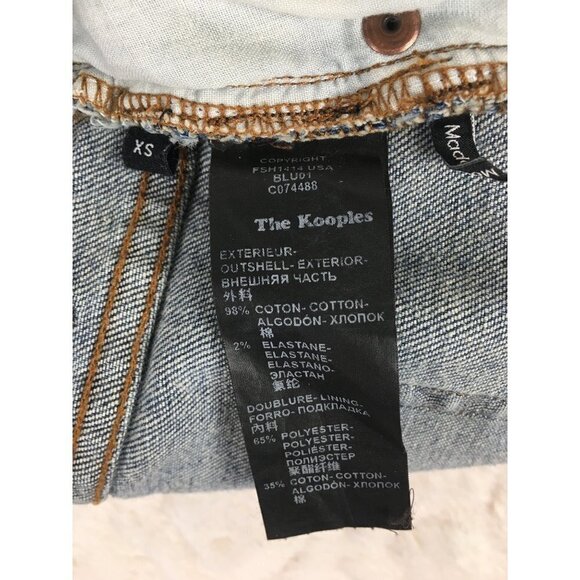 XS
Made
COPYRIGHT
FSH1414 USA
BLU01
C074488
The Kooples
EXTERIEUR-
OUTSHELL- EXTERIOR-
ВНЕШНЯЯ ЧАСТЬ
外料
98% COTON- COTTON-
ALGODÓN- ХЛОПОК
棉
2% ELASTANE-
ELASTANE-
ELASTANO-
ЭЛАСТАН
氨纶
DOUBLURE- LINING-
FORRO- ПОДКЛАДКА
内料
65% POLYESTER-
POLYESTER-
POLIÉSTER-
ПОЛИЭСТЕР
聚酯纤维
35% COTON- COTTON-
ALGODÓN- ХЛОПОК
棉